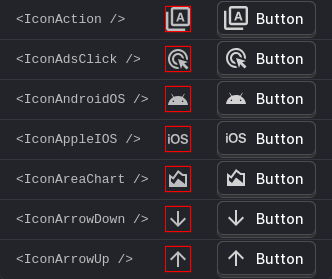 <IconAction /> A A Button
<IconAdsClick /> Button
<IconAndroidOS /> Button
<IconAppleIOS /> iOS iOS Button
<IconAreaChart /> Button
<IconArrowDown /> Button
<IconArrowUp /> Button